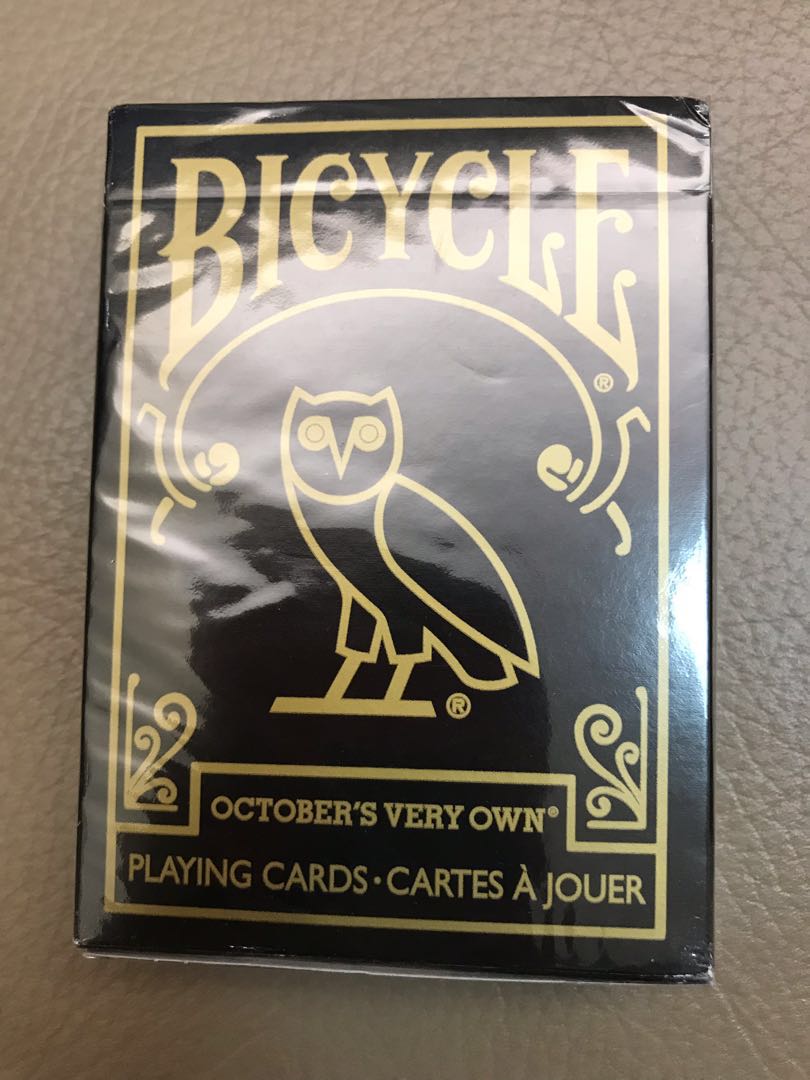 BICYCLE
®
®
OCTOBER'S VERY OWN®
PLAYING CARDS • CARTES À JOUER